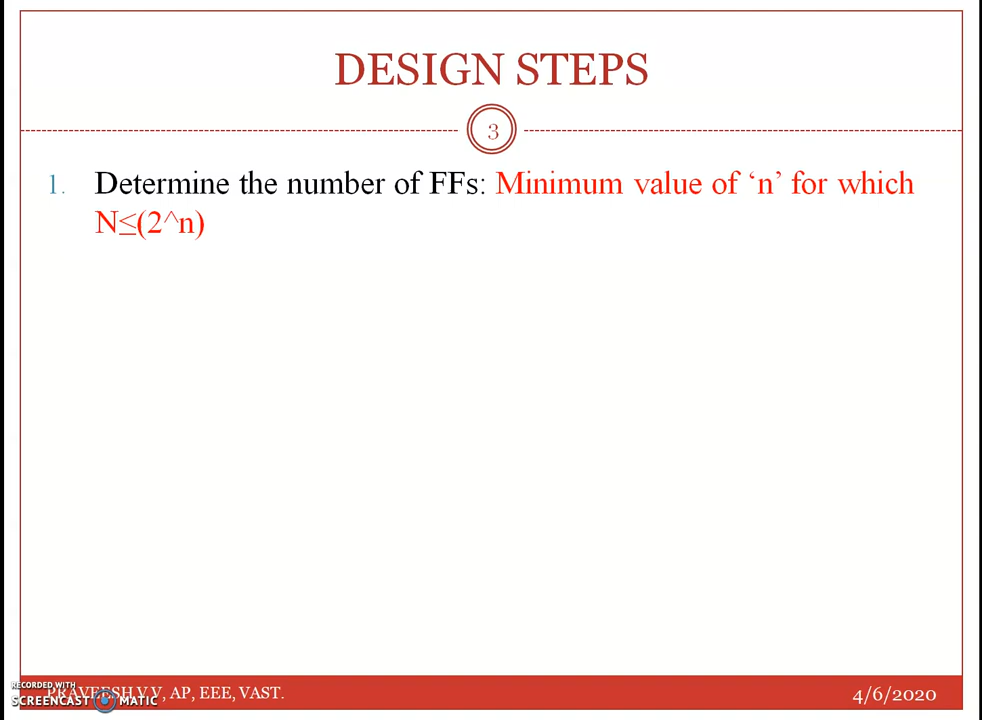 DESIGN STEPS
3
1. Determine the number of FFs: Minimum value of ‘n’ for which
N≤(2^n)
RECORDED WITH
SCREENCAST MATIC
PRAVEESH V V, AP, EEE, VAST.
4/6/2020